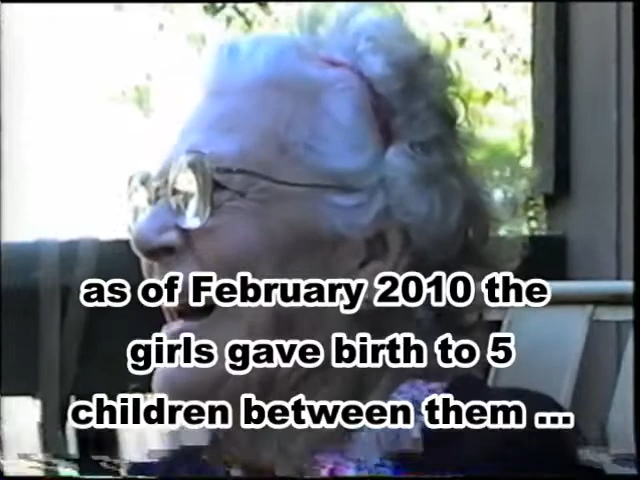 as of February 2010 the
girls gave birth to 5
children between them ...